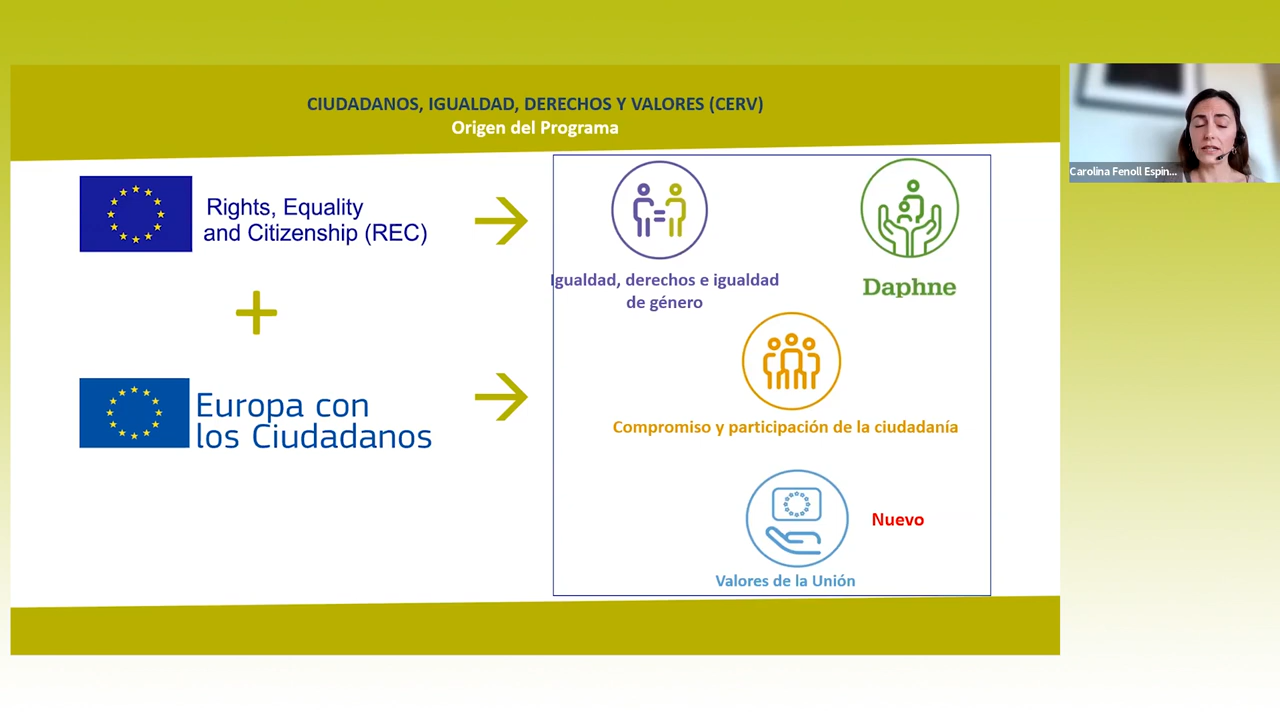 CIUDADANOS, IGUALDAD, DERECHOS Y VALORES (CERV)
Origen del Programa
Rights, Equality
and Citizenship (REC)
Europa con
los Ciudadanos
Igualdad, derechos e igualdad
de género
Daphne
Compromiso y participación de la ciudadanía
Nuevo
Valores de la Unión
Carolina Fenoll Espin...